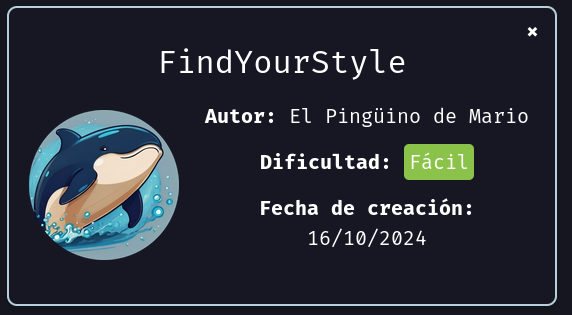 ✖
FindYourStyle
Autor: El Pingüino de Mario
Dificultad: Fácil
Fecha de creación:
16/10/2024